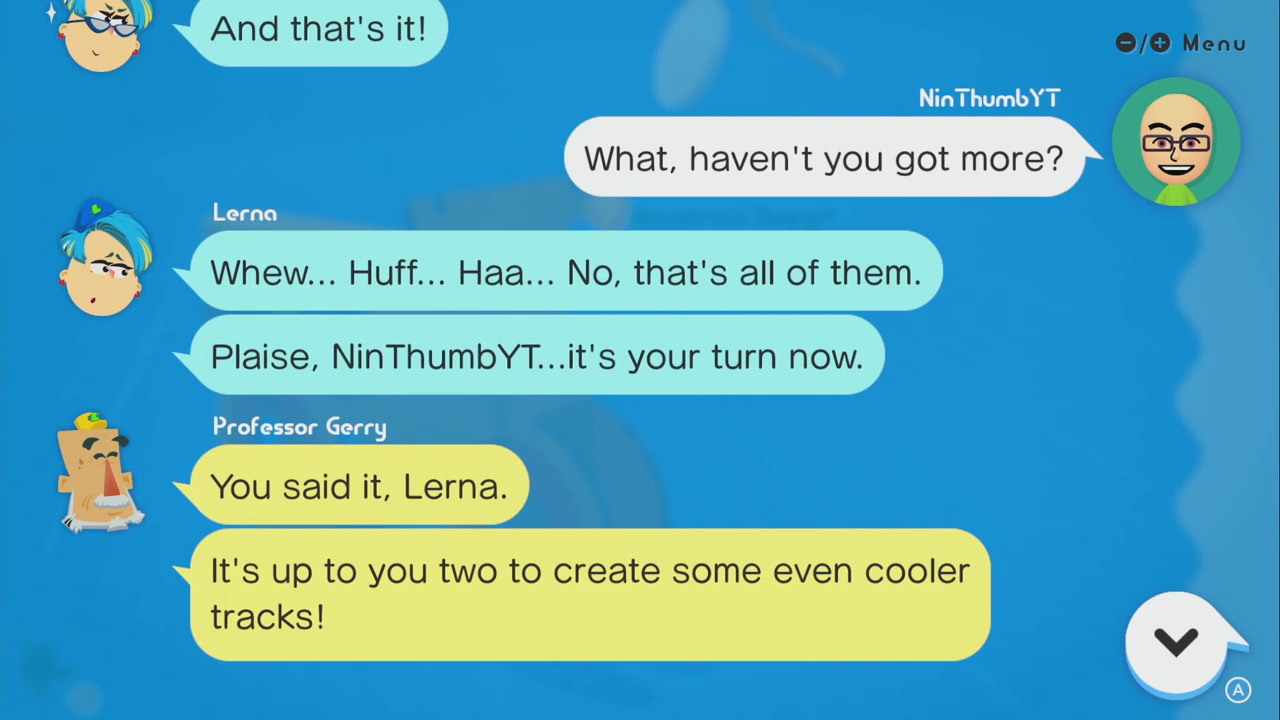 And that's it!
-/+ Menu
NinThumbYT
What, haven't you got more?
Lerna
Whew... Huff... Haa... No, that's all of them.
Plaise, NinThumbYT...it's your turn now.
Professor Gerry
You said it, Lerna.
It's up to you two to create some even cooler
tracks!
A